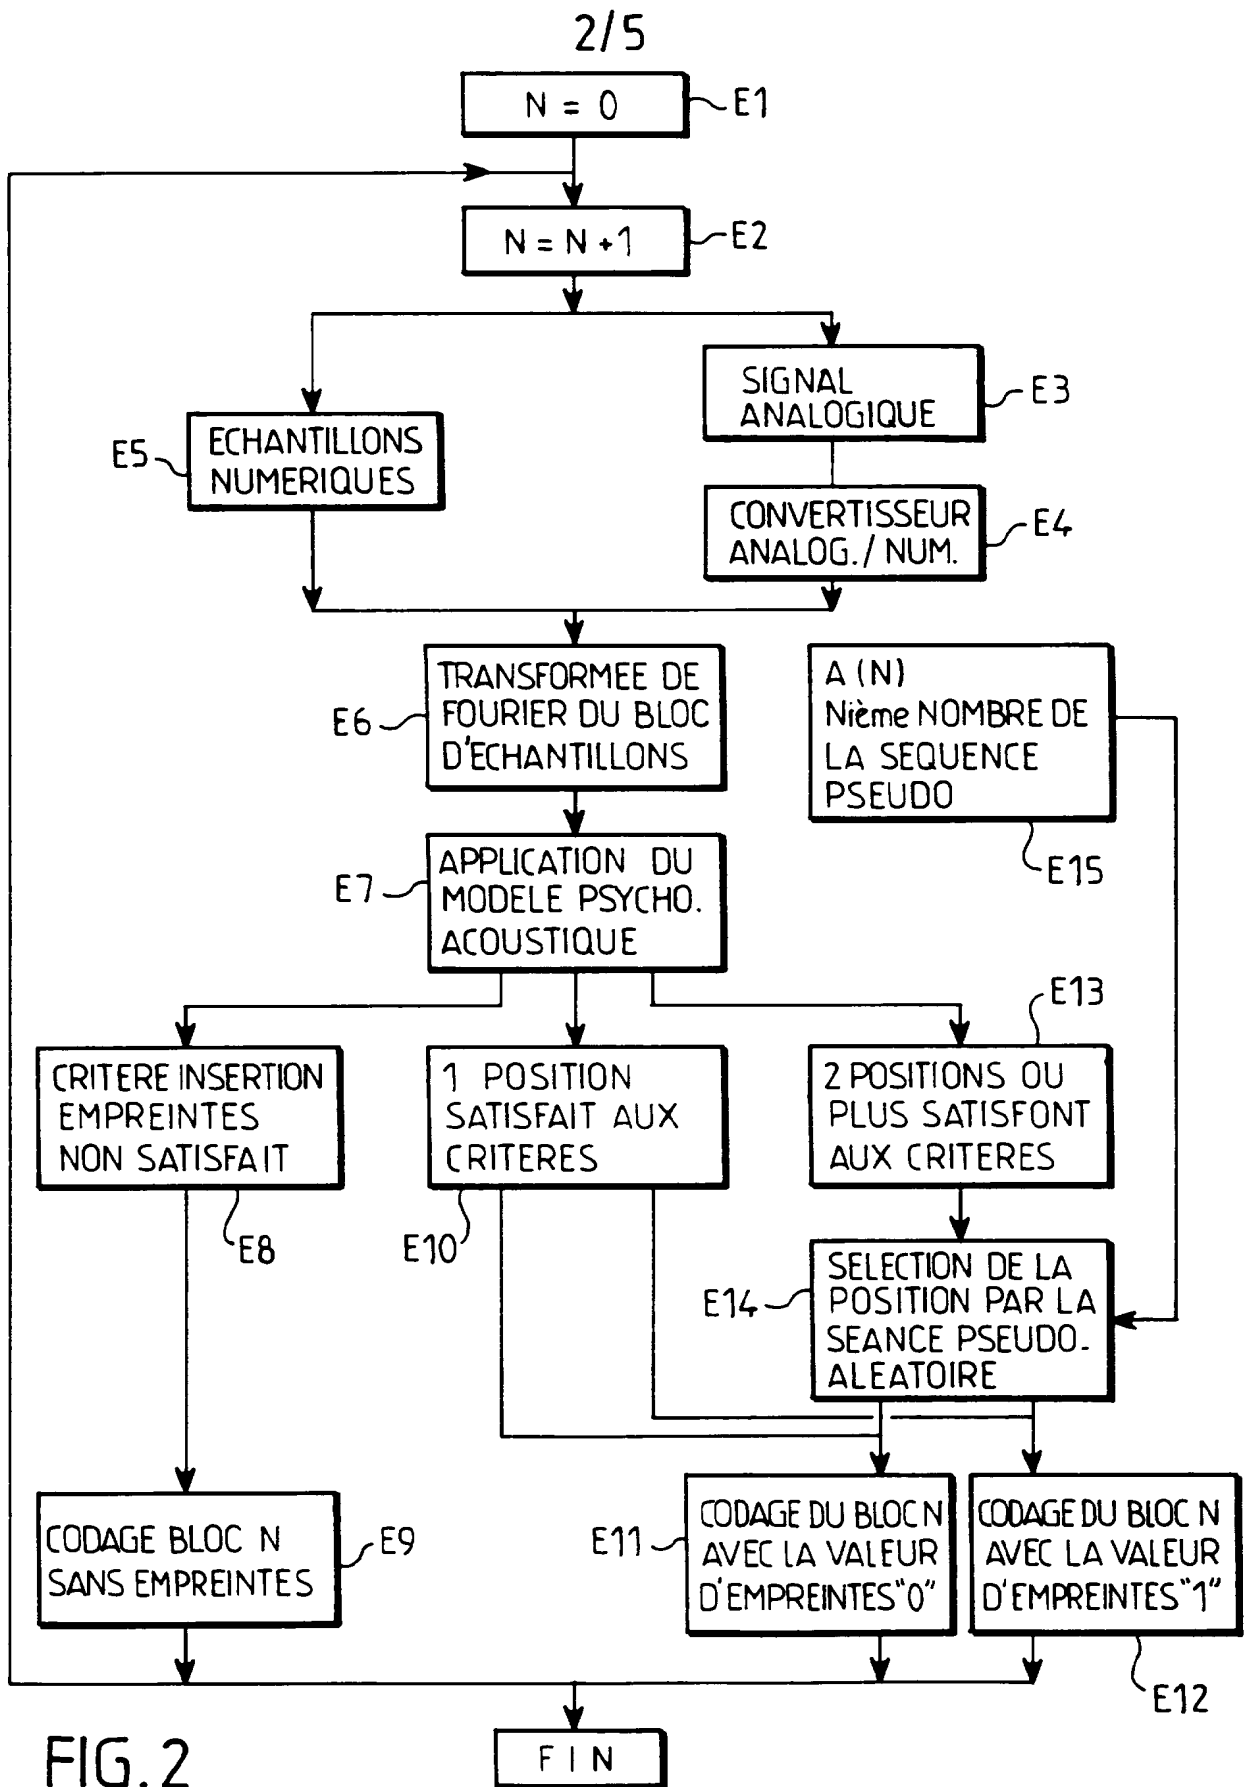 2/5
N = 0
E1
N = N + 1
E2
SIGNAL
ANALOGIQUE
E3
ECHANTILLONS
NUMERIQUES
E5
CONVERTISSEUR
ANALOG. / NUM.
E4
TRANSFORMEE DE
FOURIER DU BLOC
D'ECHANTILLONS
E6
A (N)
Nième NOMBRE DE
LA SEQUENCE
PSEUDO
E15
APPLICATION DU
MODELE PSYCHO.
ACOUSTIQUE
E7
E13
CRITERE INSERTION
EMPREINTES
NON SATISFAIT
E8
1 POSITION
SATISFAIT AUX
CRITERES
E10
2 POSITIONS OU
PLUS SATISFONT
AUX CRITERES
SELECTION DE LA
POSITION PAR LA
SEANCE PSEUDO-
ALEATOIRE
E14
CODAGE BLOC N
SANS EMPREINTES
E9
CODAGE DU BLOC N
AVEC LA VALEUR
D'EMPREINTES "0"
E11
CODAGE DU BLOC N
AVEC LA VALEUR
D'EMPREINTES "1"
E12
FIN
FIG. 2